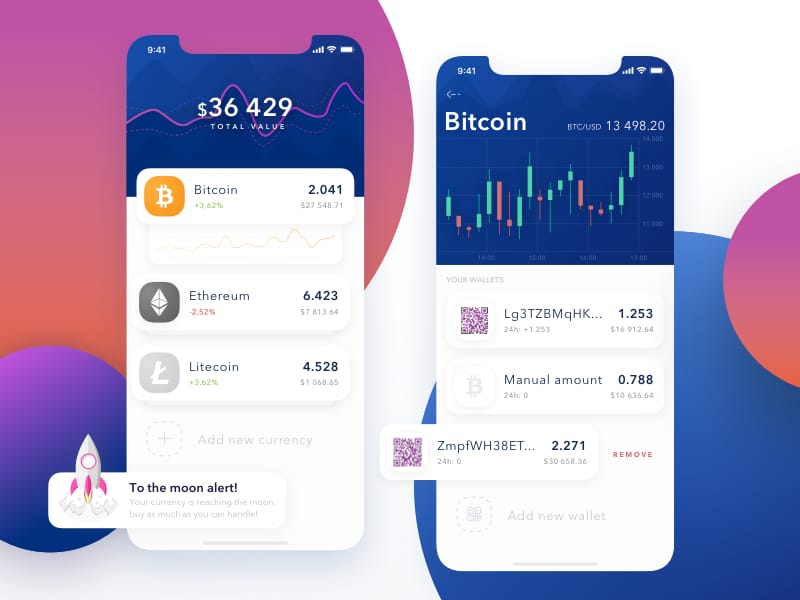 9:41
$36 429
TOTAL VALUE
Bitcoin 2.041
+3,62% $27 548.71
Ethereum 6.423
-2,52% $7 813.64
Litecoin 4.528
+3,62% $1 068.65
Add new currency
To the moon alert!
Your currency is reaching the moon,
buy as much as you can handle!
9:41
Bitcoin BTC/USD 13 498.20
14 000
13 000
12 000
11 000
14:00 15:00 16:00 17:00
YOUR WALLETS
Lg3TZBMqHK... 1.253
24h: +1.253 $16 912.64
Manual amount 0.788
24h: 0 $10 636.64
ZmpfWH38ET... 2.271
24h: 0 $30 658.36
REMOVE
Add new wallet